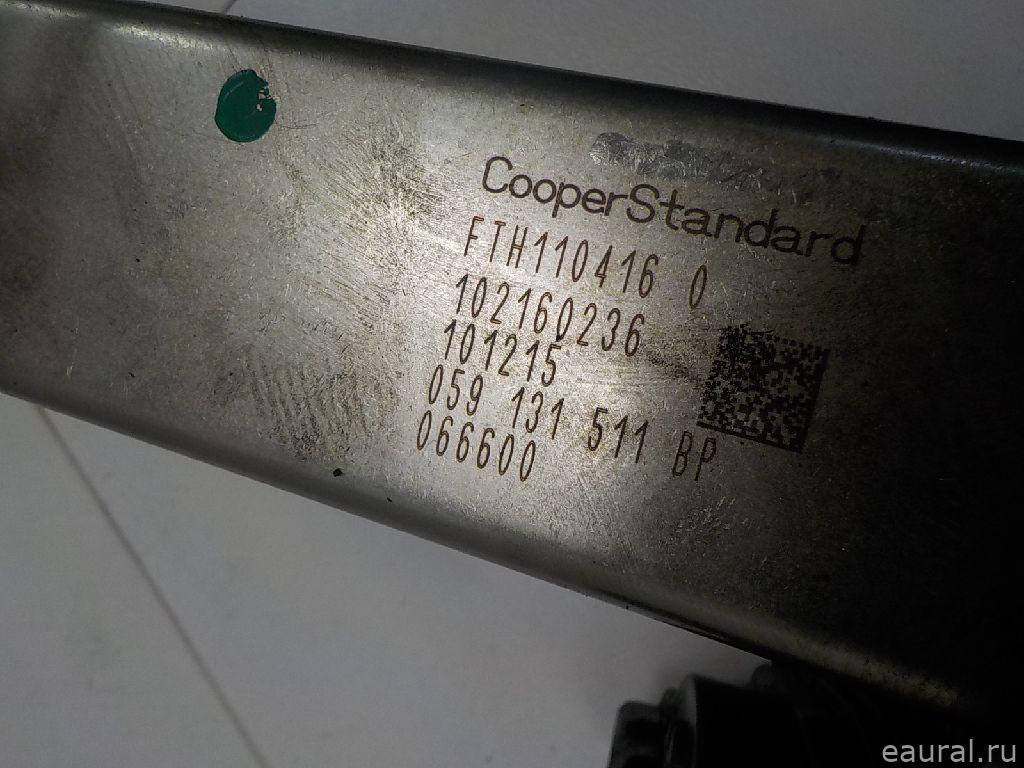 CooperStandard
FTH110416 0
102160236
101215
059 131 511 BP
066600
eaural.ru